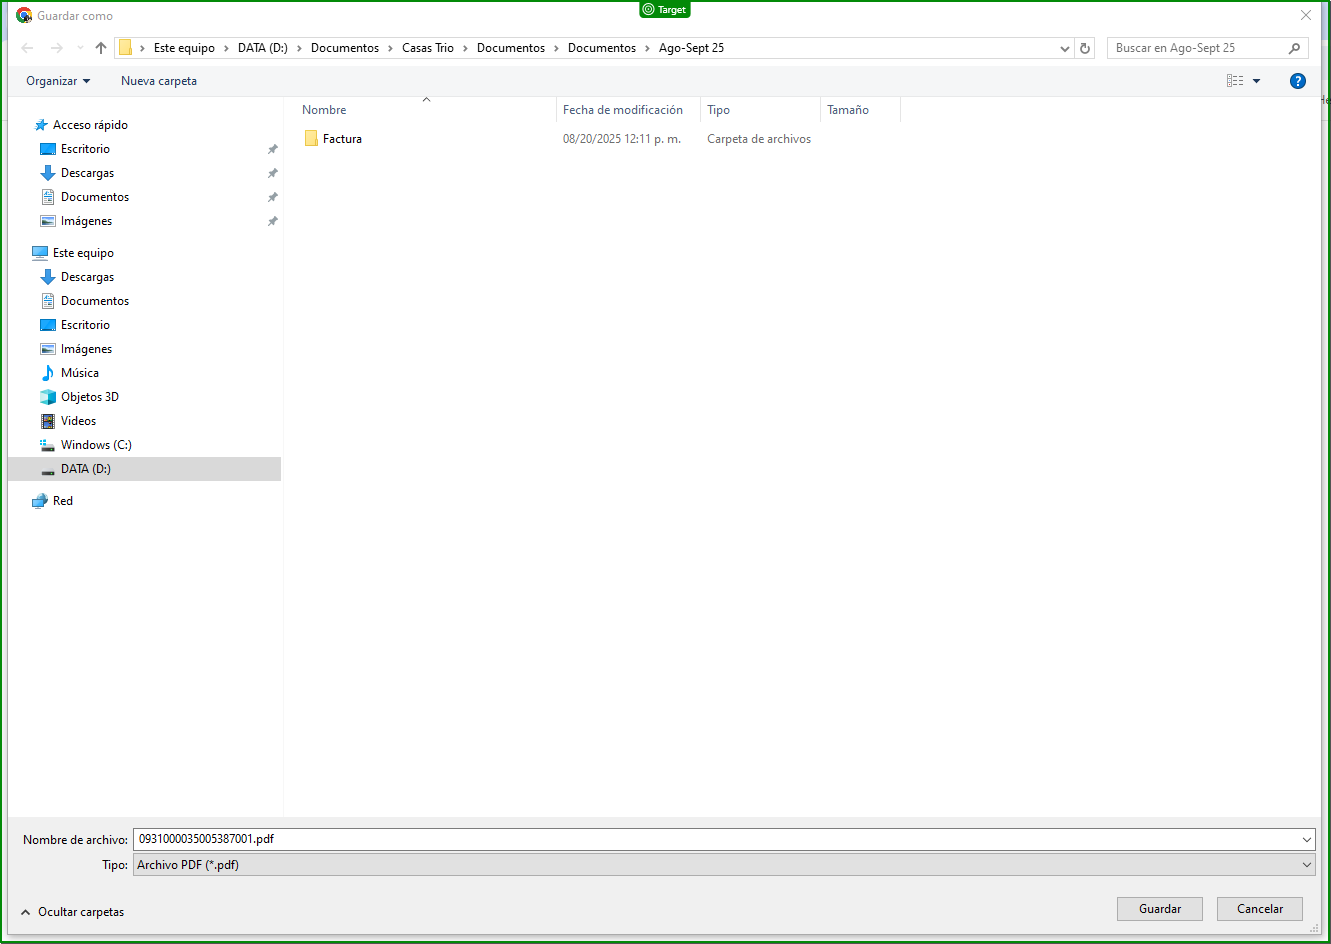 Guardar como
Target
Este equipo > DATA (D:) > Documentos > Casas Trio > Documentos > Documentos > Ago-Sept 25
Buscar en Ago-Sept 25
Organizar
Nueva carpeta
?
He
Nombre Fecha de modificación Tipo Tamaño
Factura 08/20/2025 12:11 p. m. Carpeta de archivos
Acceso rápido
Escritorio
Descargas
Documentos
Imágenes
Este equipo
Descargas
Documentos
Escritorio
Imágenes
Música
Objetos 3D
Videos
Windows (C:)
DATA (D:)
Red
Nombre de archivo: 0931000035005387001.pdf
Tipo: Archivo PDF (*.pdf)
Ocultar carpetas
Guardar
Cancelar